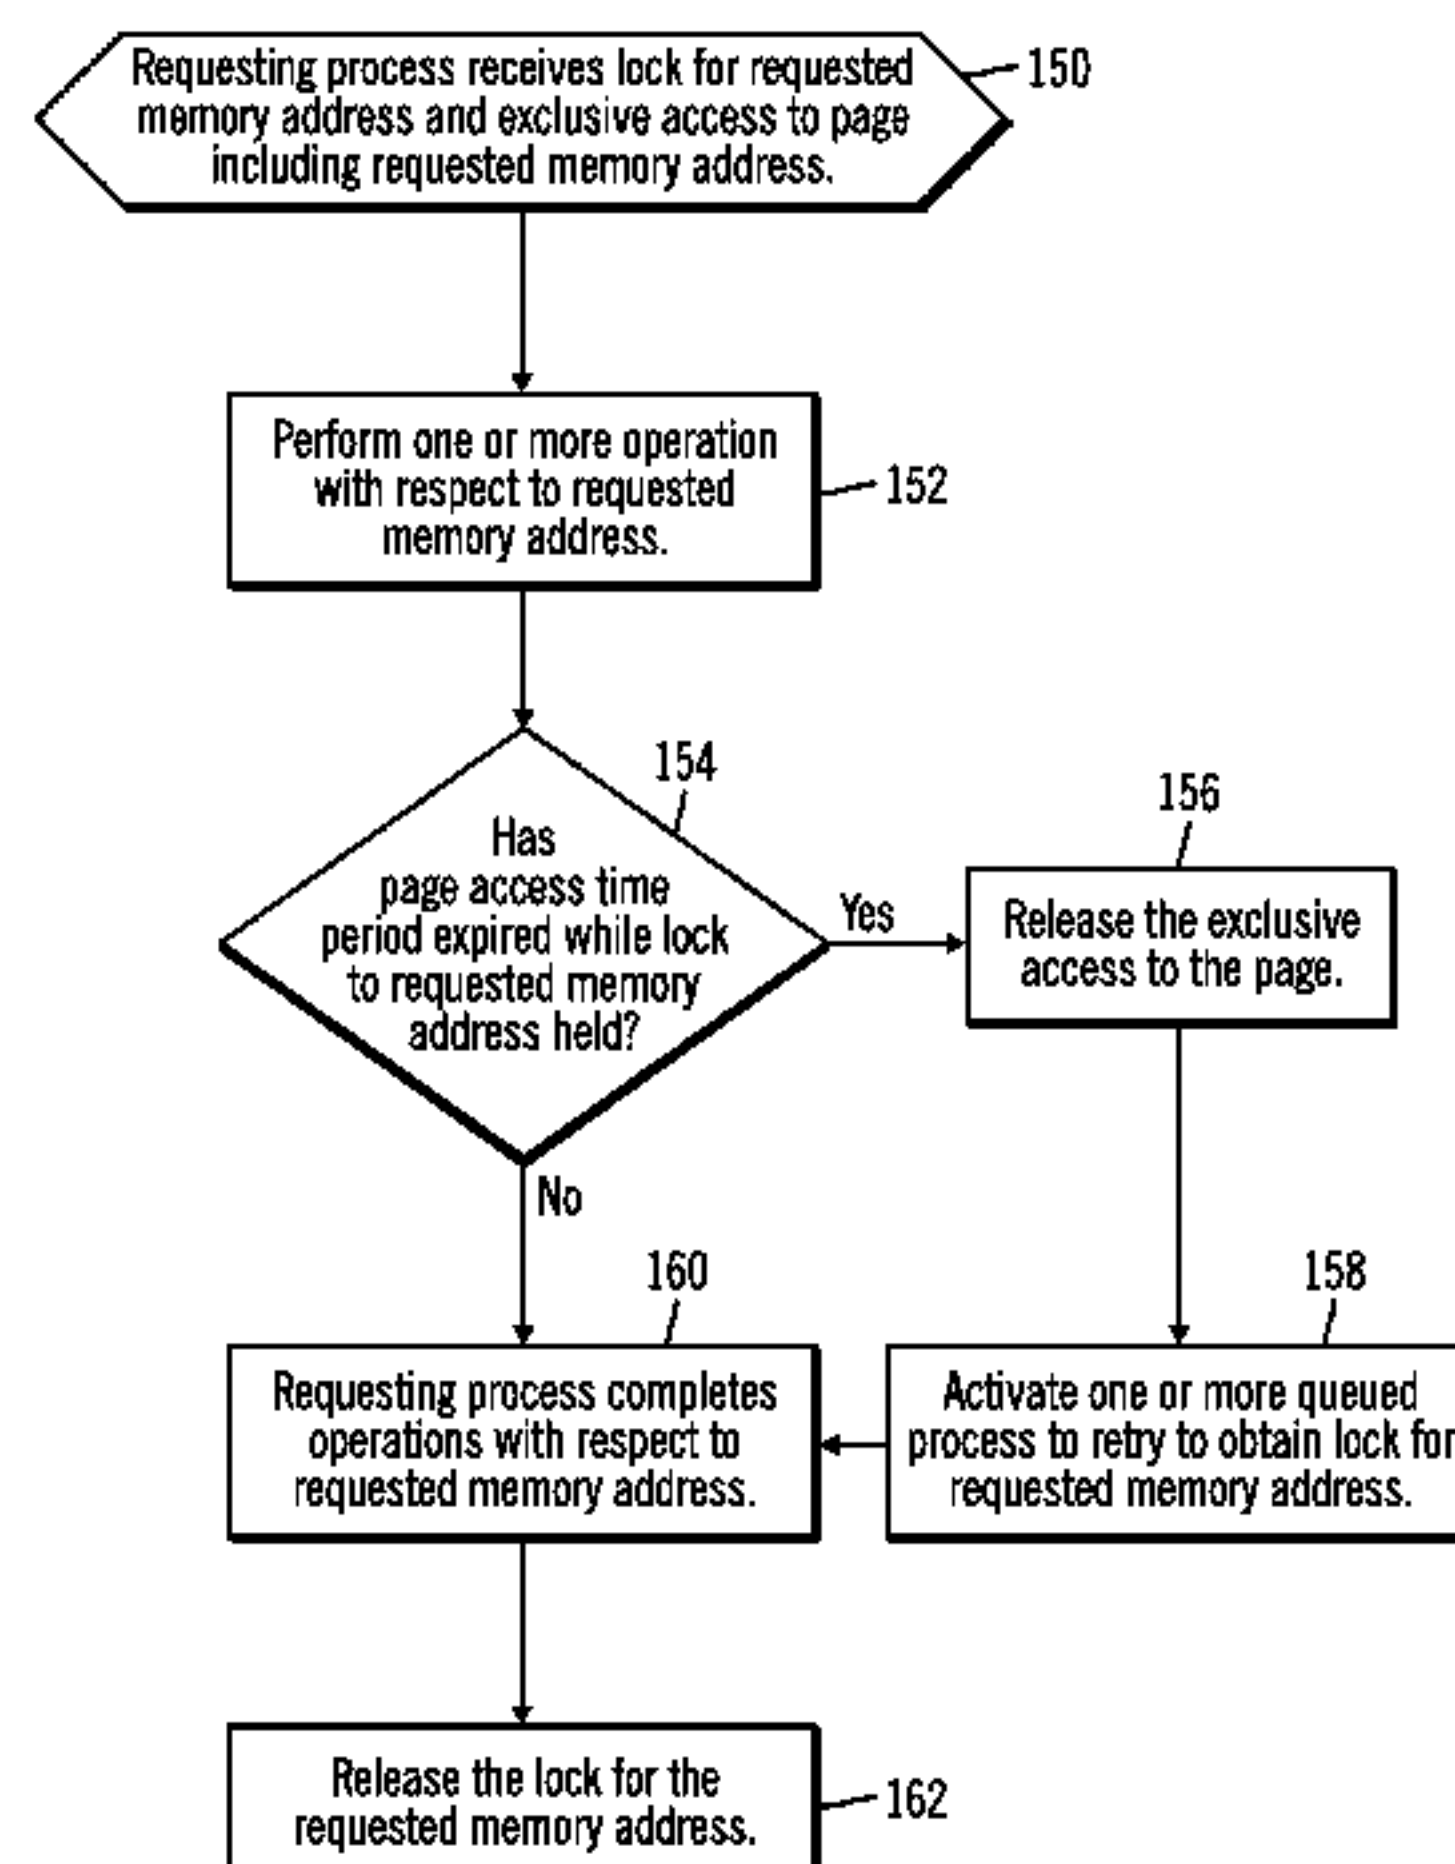 Requesting process receives lock for requested
memory address and exclusive access to page
including requested memory address.
150
Perform one or more operation
with respect to requested
memory address.
152
154
Has
page access time
period expired while lock
to requested memory
address held?
Yes
156
Release the exclusive
access to the page.
No
160
Requesting process completes
operations with respect to
requested memory address.
158
Activate one or more queued
process to retry to obtain lock for
requested memory address.
Release the lock for the
requested memory address.
162